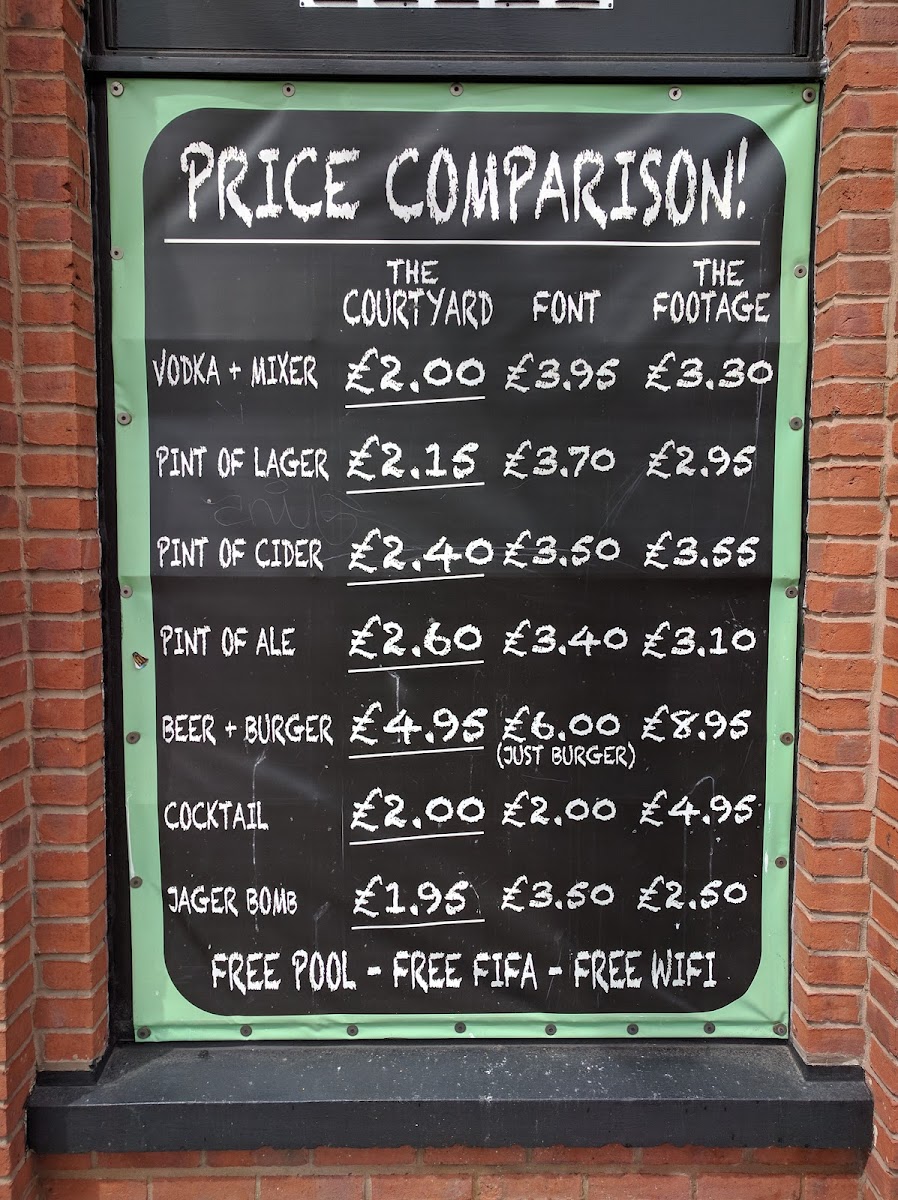 PRICE COMPARISON!
THE COURTYARD FONT THE FOOTAGE
VODKA + MIXER £2.00 £3.95 £3.30
PINT OF LAGER £2.15 £3.70 £2.95
PINT OF CIDER £2.40 £3.50 £3.55
PINT OF ALE £2.60 £3.40 £3.10
BEER + BURGER £4.95 £6.00 £8.95
(JUST BURGER)
COCKTAIL £2.00 £2.00 £4.95
JAGER BOMB £1.95 £3.50 £2.50
FREE POOL - FREE FIFA - FREE WIFI